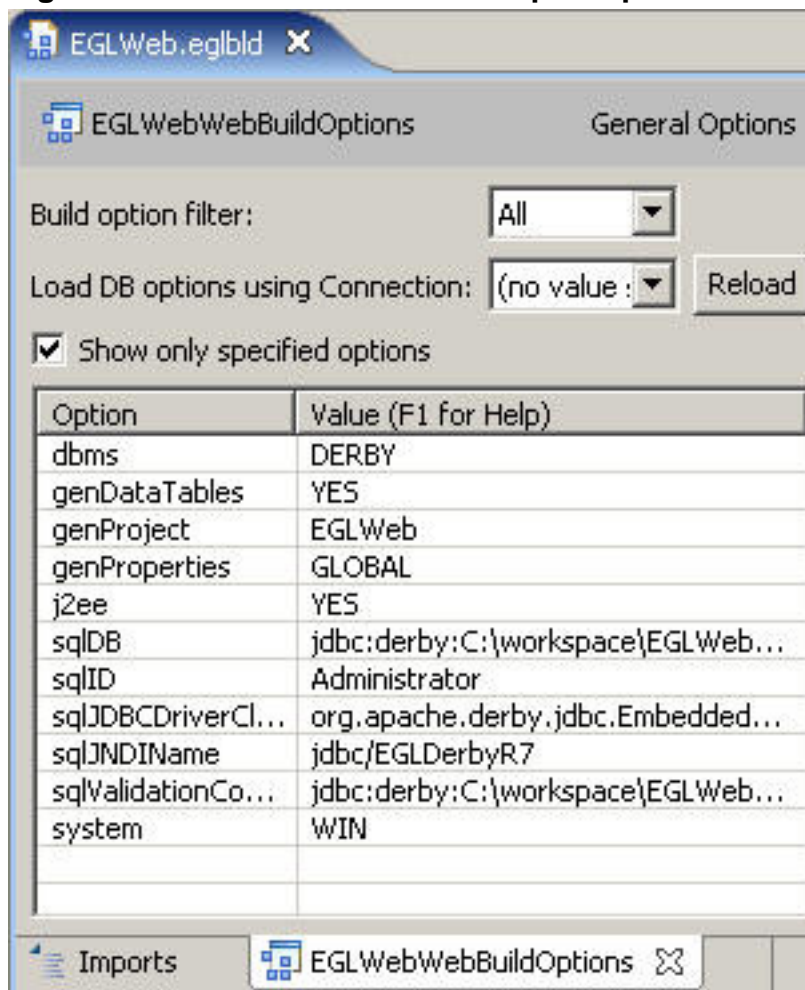 EGLWeb.eglbld
EGLWebWebBuildOptions General Options
Build option filter: All
Load DB options using Connection: (no value : Reload
Show only specified options
Option Value (F1 for Help)
dbms DERBY
genDataTables YES
genProject EGLWeb
genProperties GLOBAL
j2ee YES
sqlDB jdbc:derby:C:\workspace\EGLWeb...
sqlID Administrator
sqlJDBCDriverCl... org.apache.derby.jdbc.Embedded...
sqlJNDIName jdbc/EGLDerbyR7
sqlValidationCo... jdbc:derby:C:\workspace\EGLWeb...
system WIN
Imports EGLWebWebBuildOptions